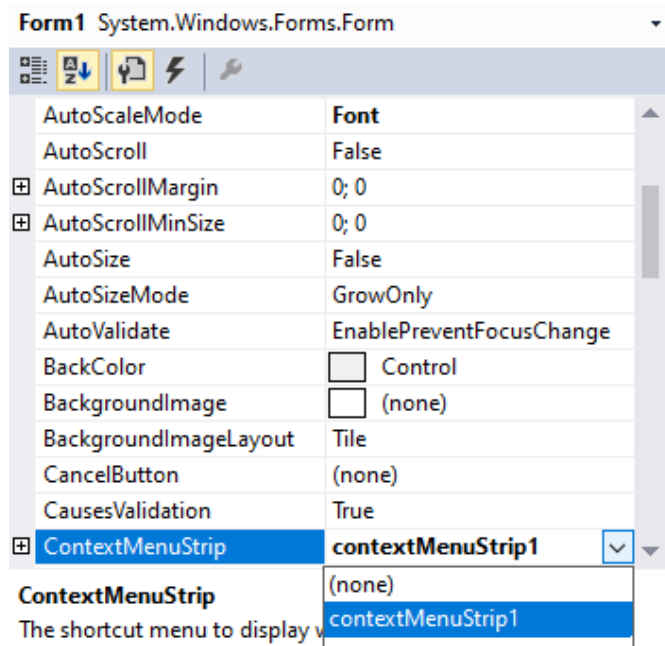 Form1 System.Windows.Forms.Form
AutoScaleMode Font
AutoScroll False
AutoScrollMargin 0; 0
AutoScrollMinSize 0; 0
AutoSize False
AutoSizeMode GrowOnly
AutoValidate EnablePreventFocusChange
BackColor Control
BackgroundImage (none)
BackgroundImageLayout Tile
CancelButton (none)
CausesValidation True
ContextMenuStrip contextMenuStrip1
(none)
contextMenuStrip1
ContextMenuStrip
The shortcut menu to display